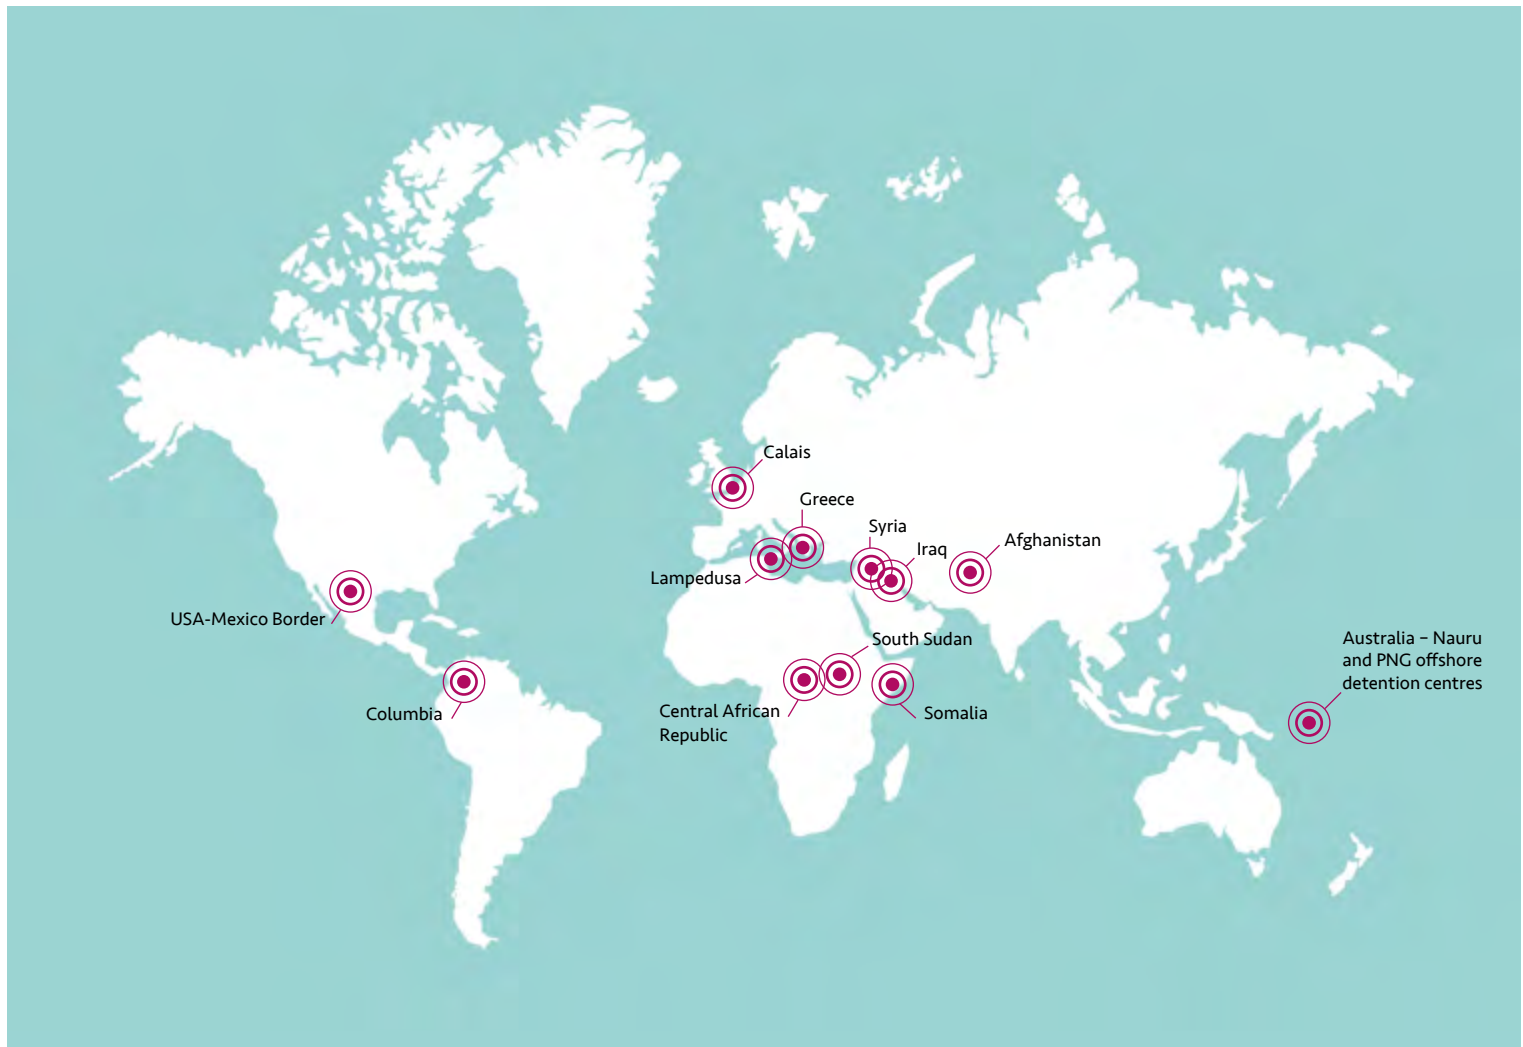 Calais
Greece
Syria
Iraq
Afghanistan
Lampedusa
USA-Mexico Border
South Sudan
Australia – Nauru
and PNG offshore
detention centres
Columbia
Central African
Republic
Somalia